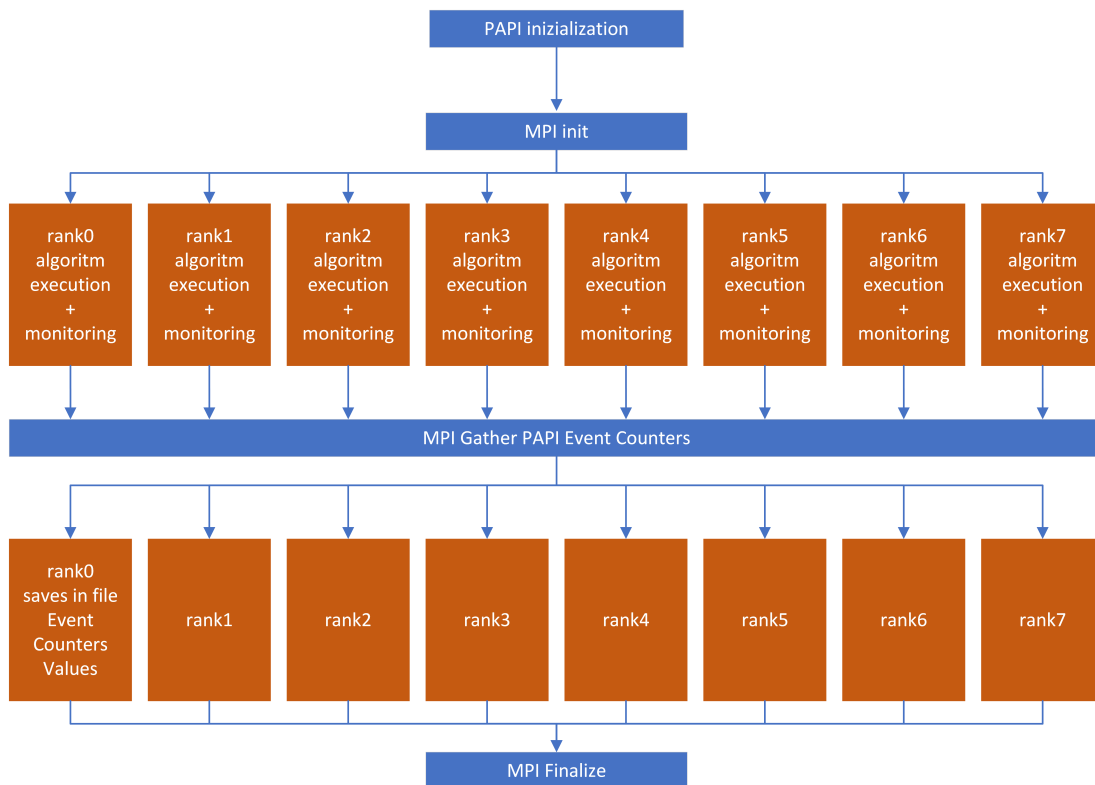 PAPI inizialization
MPI init
rank0
algoritm
execution
+
monitoring
rank1
algoritm
execution
+
monitoring
rank2
algoritm
execution
+
monitoring
rank3
algoritm
execution
+
monitoring
rank4
algoritm
execution
+
monitoring
rank5
algoritm
execution
+
monitoring
rank6
algoritm
execution
+
monitoring
rank7
algoritm
execution
+
monitoring
MPI Gather PAPI Event Counters
rank0
saves in file
Event
Counters
Values
rank1
rank2
rank3
rank4
rank5
rank6
rank7
MPI Finalize